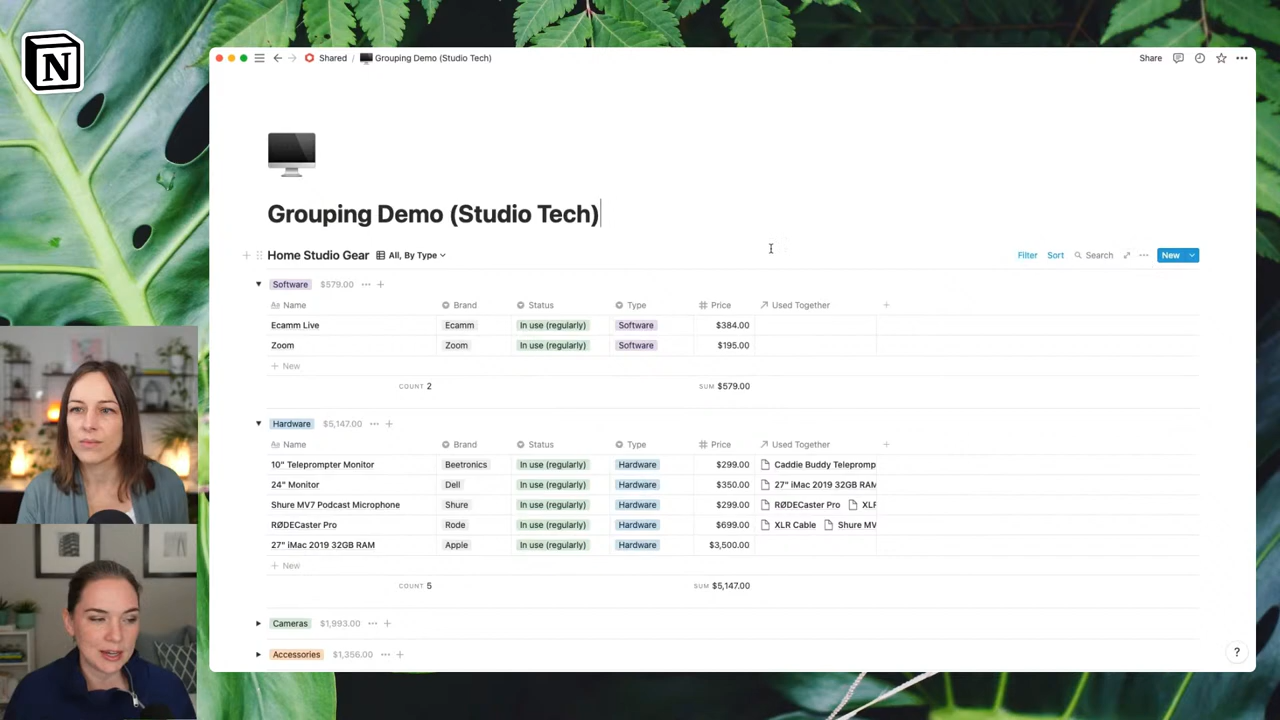 N
Shared / Grouping Demo (Studio Tech)
Share
Grouping Demo (Studio Tech)
Home Studio Gear All, By Type
Filter Sort Search New
Software $579.00
Aa Name Brand Status Type # Price Used Together
Ecamm Live Ecamm In use (regularly) Software $384.00
Zoom Zoom In use (regularly) Software $195.00
+ New
COUNT 2 SUM $579.00
Hardware $5,147.00
Aa Name Brand Status Type # Price Used Together
10" Teleprompter Monitor Beetronics In use (regularly) Hardware $299.00 Caddie Buddy Telepromp
24" Monitor Dell In use (regularly) Hardware $350.00 27" iMac 2019 32GB RAM
Shure MV7 Podcast Microphone Shure In use (regularly) Hardware $299.00 RØDECaster Pro XLR
RØDECaster Pro Rode In use (regularly) Hardware $699.00 XLR Cable Shure MV
27" iMac 2019 32GB RAM Apple In use (regularly) Hardware $3,500.00
+ New
COUNT 5 SUM $5,147.00
Cameras $1,993.00
Accessories $1,356.00
?